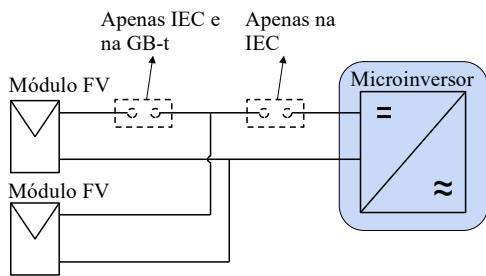 Apenas IEC e
na GB-t
Apenas na
IEC
Módulo FV
Microinversor
=
≈
Módulo FV